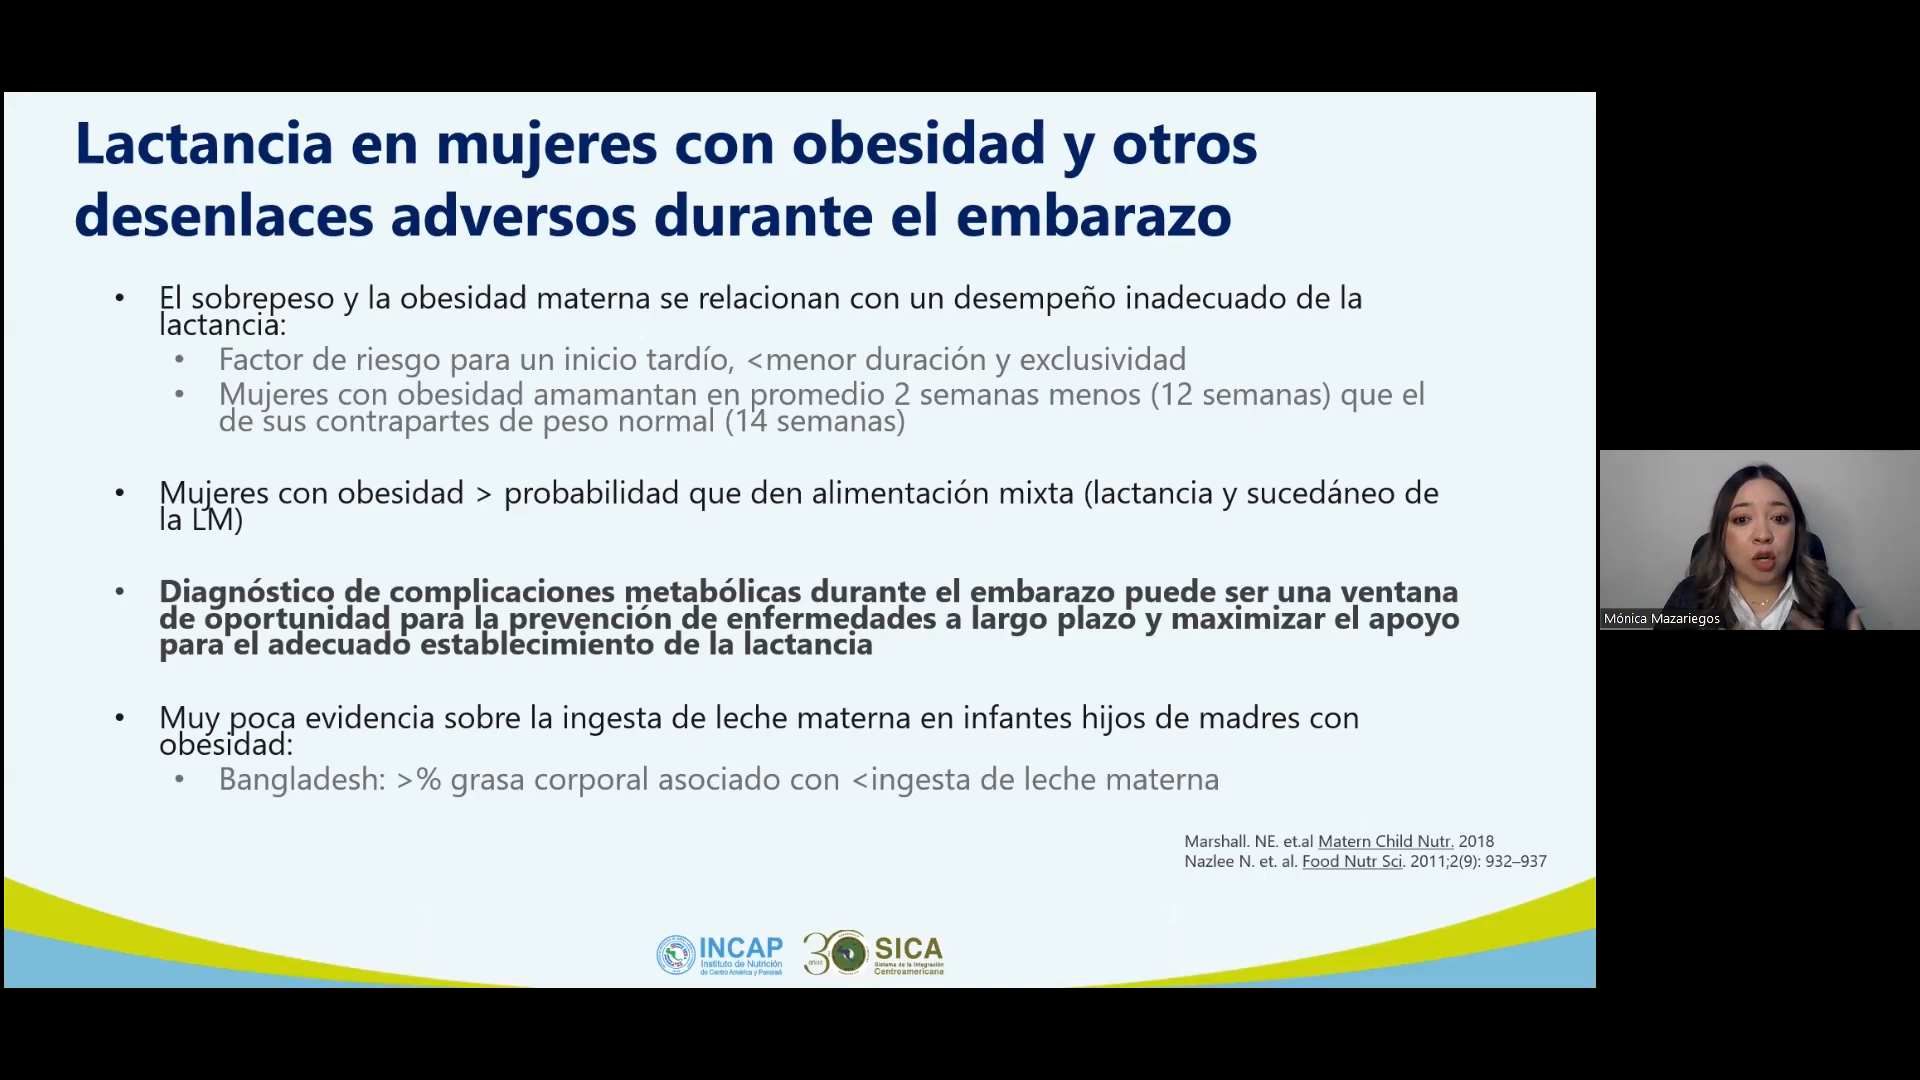 Lactancia en mujeres con obesidad y otros
desenlaces adversos durante el embarazo
• El sobrepeso y la obesidad materna se relacionan con un desempeño inadecuado de la
lactancia:
• Factor de riesgo para un inicio tardío, <menor duración y exclusividad
• Mujeres con obesidad amamantan en promedio 2 semanas menos (12 semanas) que el
de sus contrapartes de peso normal (14 semanas)
• Mujeres con obesidad > probabilidad que den alimentación mixta (lactancia y sucedáneo de
la LM)
• Diagnóstico de complicaciones metabólicas durante el embarazo puede ser una ventana
de oportunidad para la prevención de enfermedades a largo plazo y maximizar el apoyo
para el adecuado establecimiento de la lactancia
• Muy poca evidencia sobre la ingesta de leche materna en infantes hijos de madres con
obesidad:
• Bangladesh: >% grasa corporal asociado con <ingesta de leche materna
Marshall. NE. et.al Matern Child Nutr. 2018
Nazlee N. et. al. Food Nutr Sci. 2011;2(9): 932–937
INCAP
Instituto de Nutrición
de Centro América y Panamá
30
años
SICA
Sistema de la Integración
Centroamericana
Mónica Mazariegos